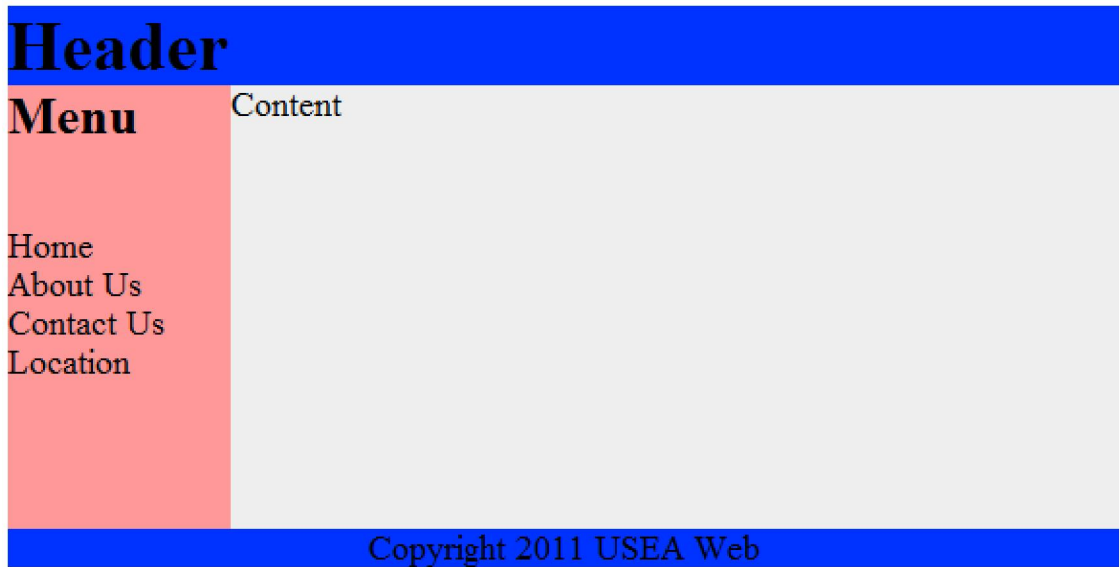 Header
Menu
Home
About Us
Contact Us
Location
Content
Copyright 2011 USEA Web